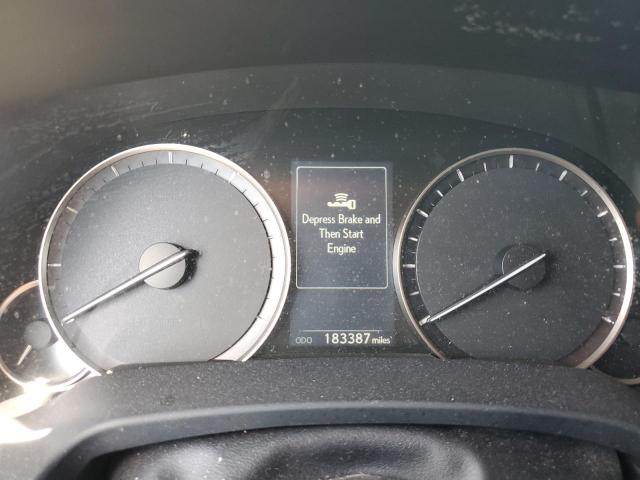 Depress Brake and
Then Start
Engine
ODO 183387 miles